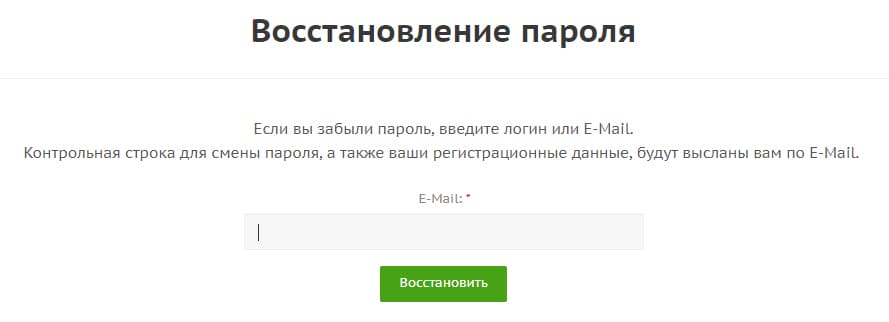 Восстановление пароля
Если вы забыли пароль, введите логин или E-Mail.
Контрольная строка для смены пароля, а также ваши регистрационные данные, будут высланы вам по E-Mail.
E-Mail: *
Восстановить